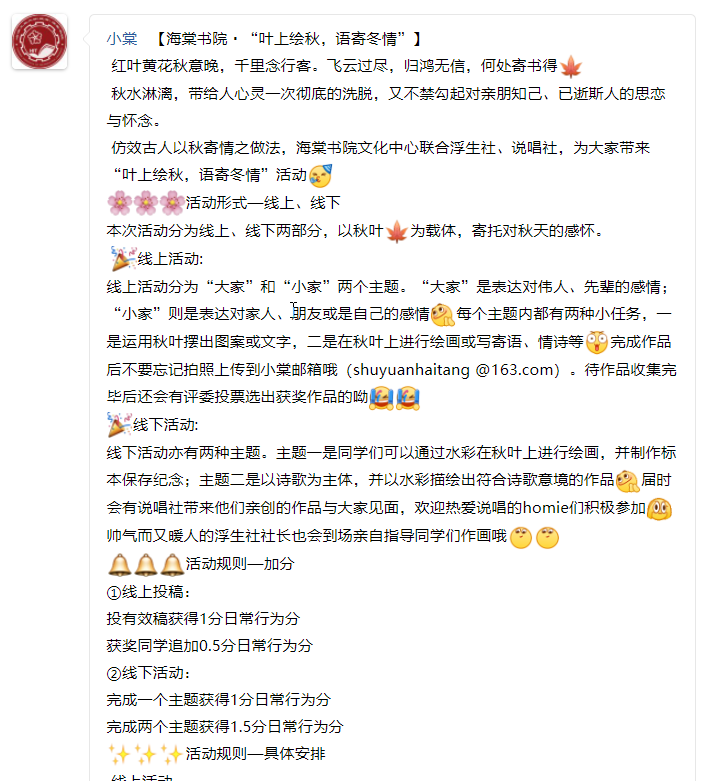 小棠 【海棠书院·“叶上绘秋，语寄冬情”】
红叶黄花秋意晚，千里念行客。飞云过尽，归鸿无信，何处寄书得
秋水淋漓，带给人心灵一次彻底的洗脱，又不禁勾起对亲朋知己、已逝斯人的思恋
与怀念。
仿效古人以秋寄情之做法，海棠书院文化中心联合浮生社、说唱社，为大家带来
“叶上绘秋，语寄冬情”活动
活动形式—线上、线下
本次活动分为线上、线下两部分，以秋叶为载体，寄托对秋天的感怀。
线上活动:
线上活动分为“大家”和“小家”两个主题。“大家”是表达对伟人、先辈的感情；
“小家”则是表达对家人、朋友或是自己的感情每个主题内都有两种小任务，一
是运用秋叶摆出图案或文字，二是在秋叶上进行绘画或写寄语、情诗等完成作品
后不要忘记拍照上传到小棠邮箱哦（shuyuanhaitang @163.com）。待作品收集完
毕后还会有评委投票选出获奖作品的呦
线下活动:
线下活动亦有两种主题。主题一是同学们可以通过水彩在秋叶上进行绘画，并制作标
本保存纪念；主题二是以诗歌为主体，并以水彩描绘出符合诗歌意境的作品届时
会有说唱社带来他们亲创的作品与大家见面，欢迎热爱说唱的homie们积极参加
帅气而又暖人的浮生社社长也会到场亲自指导同学们作画哦
活动规则—加分
①线上投稿：
投有效稿获得1分日常行为分
获奖同学追加0.5分日常行为分
②线下活动：
完成一个主题获得1分日常行为分
完成两个主题获得1.5分日常行为分
活动规则—具体安排
线上活动